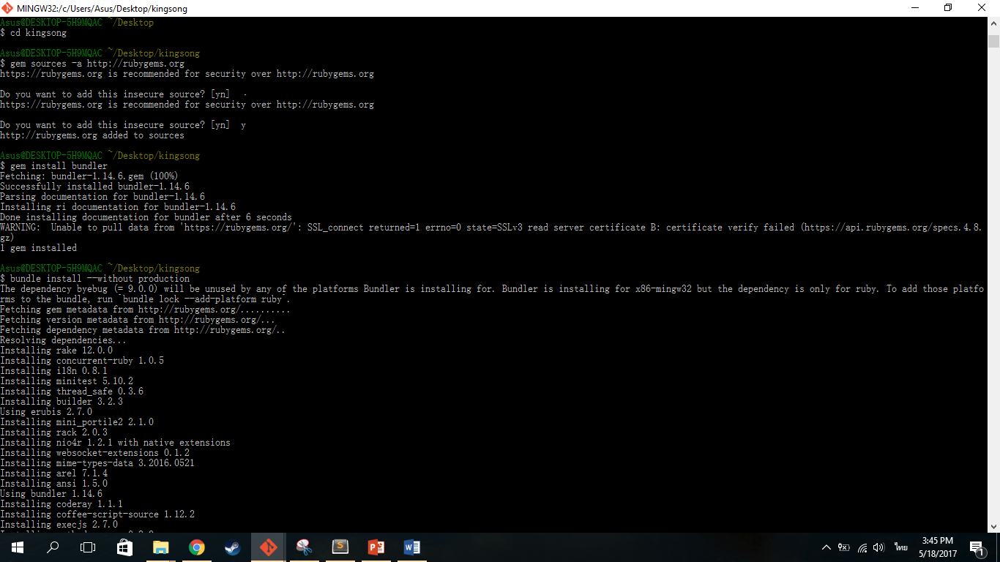 MINGW32:/c/Users/Asus/Desktop/kingsong
Asus@DESKTOP-5H9MQAC ~/Desktop
$ cd kingsong
Asus@DESKTOP-5H9MQAC ~/Desktop/kingsong
$ gem sources -a http://rubygems.org
https://rubygems.org is recommended for security over http://rubygems.org
Do you want to add this insecure source? [yn]  .
https://rubygems.org is recommended for security over http://rubygems.org
Do you want to add this insecure source? [yn]  y
http://rubygems.org added to sources
Asus@DESKTOP-5H9MQAC ~/Desktop/kingsong
$ gem install bundler
Fetching: bundler-1.14.6.gem (100%)
Successfully installed bundler-1.14.6
Parsing documentation for bundler-1.14.6
Installing ri documentation for bundler-1.14.6
Done installing documentation for bundler after 6 seconds
WARNING:  Unable to pull data from 'https://rubygems.org/': SSL_connect returned=1 errno=0 state=SSLv3 read server certificate B: certificate verify failed (https://api.rubygems.org/specs.4.8.
gz)
1 gem installed
Asus@DESKTOP-5H9MQAC ~/Desktop/kingsong
$ bundle install --without production
The dependency byebug (= 9.0.0) will be unused by any of the platforms Bundler is installing for. Bundler is installing for x86-mingw32 but the dependency is only for ruby. To add those platfo
rms to the bundle, run `bundle lock --add-platform ruby`.
Fetching gem metadata from http://rubygems.org/..........
Fetching version metadata from http://rubygems.org/...
Fetching dependency metadata from http://rubygems.org/..
Resolving dependencies...
Installing rake 12.0.0
Installing concurrent-ruby 1.0.5
Installing i18n 0.8.1
Installing minitest 5.10.2
Installing thread_safe 0.3.6
Installing builder 3.2.3
Using erubis 2.7.0
Installing mini_portile2 2.1.0
Installing rack 2.0.3
Installing nio4r 1.2.1 with native extensions
Installing websocket-extensions 0.1.2
Installing mime-types-data 3.2016.0521
Installing arel 7.1.4
Installing ansi 1.5.0
Using bundler 1.14.6
Installing coderay 1.1.1
Installing coffee-script-source 1.12.2
Installing execjs 2.7.0
ไทย
3:45 PM
5/18/2017
1